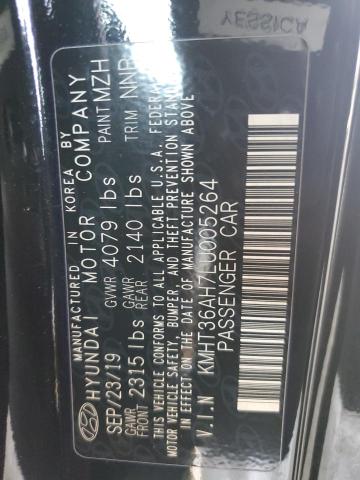 MANUFACTURED IN KOREA BY
HYUNDAI MOTOR COMPANY
SEP/23/19 GVWR 4079 lbs PAINT MZH
GAWR FRONT 2315 lbs GAWR REAR 2140 lbs TRIM NNB
THIS VEHICLE CONFORMS TO ALL APPLICABLE U.S.A. FEDERAL
MOTOR VEHICLE SAFETY, BUMPER, AND THEFT PREVENTION STAN
IN EFFECT ON THE DATE OF MANUFACTURE SHOWN ABOVE
V.I.N KMHT36AH7LU005264
PASSENGER CAR
YESSICA